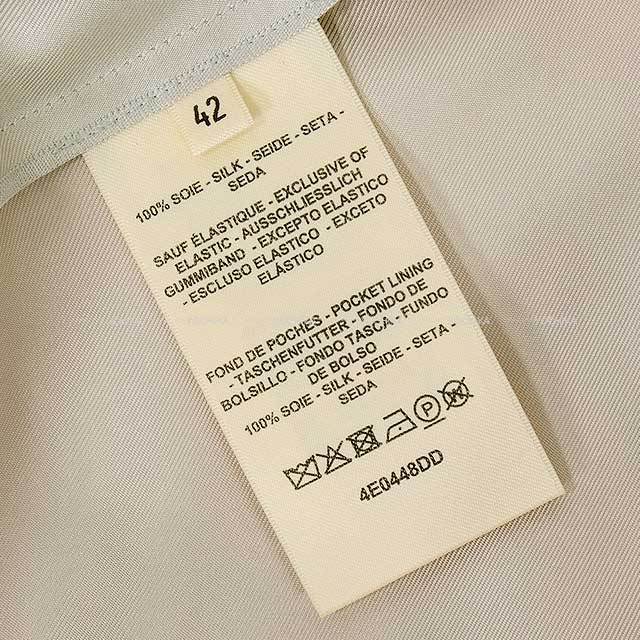 42
100% SOIE - SILK - SEIDE - SETA -
SEDA
SAUF ÉLASTIQUE - EXCLUSIVE OF
ELASTIC - AUSSCHLIESSLICH
GUMMIBAND - EXCEPTO ELASTICO
- ESCLUSO ELASTICO - EXCETO
ELÁSTICO
FOND DE POCHES - POCKET LINING
- TASCHENFUTTER - FONDO DE
BOLSILLO - FONDO TASCA - FUNDO
DE BOLSO
100% SOIE - SILK - SEIDE - SETA -
SEDA
P
4E0448DD